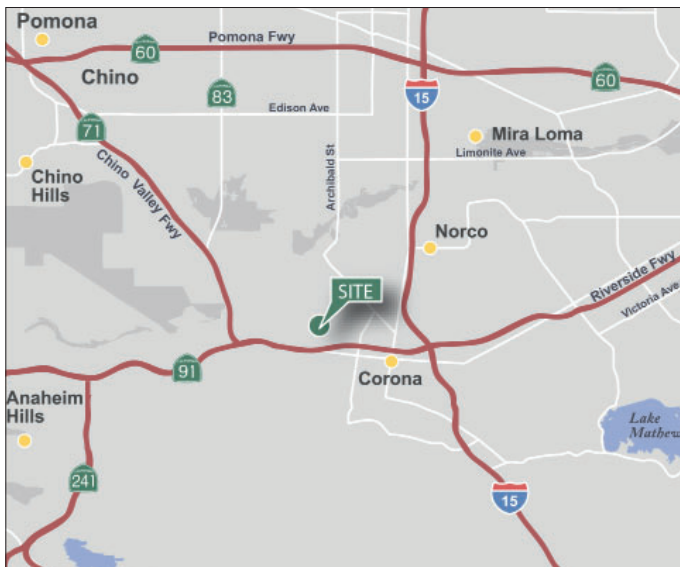 Pomona
Pomona Fwy
60
Chino
60
83
15
Edison Ave
71
Mira Loma
Limonite Ave
Chino
Hills
Chino Valley Fwy
Archibald St
Norco
Riverside Fwy
Victoria Ave
SITE
91
Corona
Anaheim
Hills
Lake
Mathew
241
15